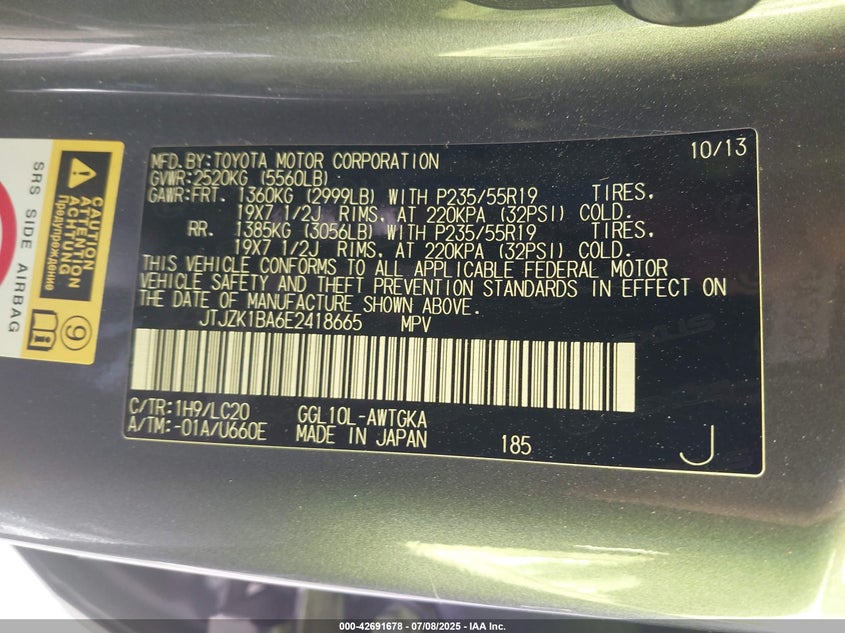 MFD. BY: TOYOTA MOTOR CORPORATION 10/13
GVWR: 2520KG (5560LB)
GAWR: FRT. 1360KG (2999LB) WITH P235/55R19 TIRES,
19X7 1/2J RIMS, AT 220KPA (32PSI) COLD.
RR. 1385KG (3056LB) WITH P235/55R19 TIRES,
19X7 1/2J RIMS, AT 220KPA (32PSI) COLD.
THIS VEHICLE CONFORMS TO ALL APPLICABLE FEDERAL MOTOR
VEHICLE SAFETY AND THEFT PREVENTION STANDARDS IN EFFECT ON
THE DATE OF MANUFACTURE SHOWN ABOVE.
JTJZK1BA6E2418665 MPV
C/TR: 1H9/LC20 GGL10L-AWTGKA
A/TM: -01A/U660E MADE IN JAPAN 185 J
CAUTION
ATTENTION
ACHTUNG
Предупреждение
SRS SIDE AIRBAG
9
000-42691678 / 07/08/2025 - IAA Inc.